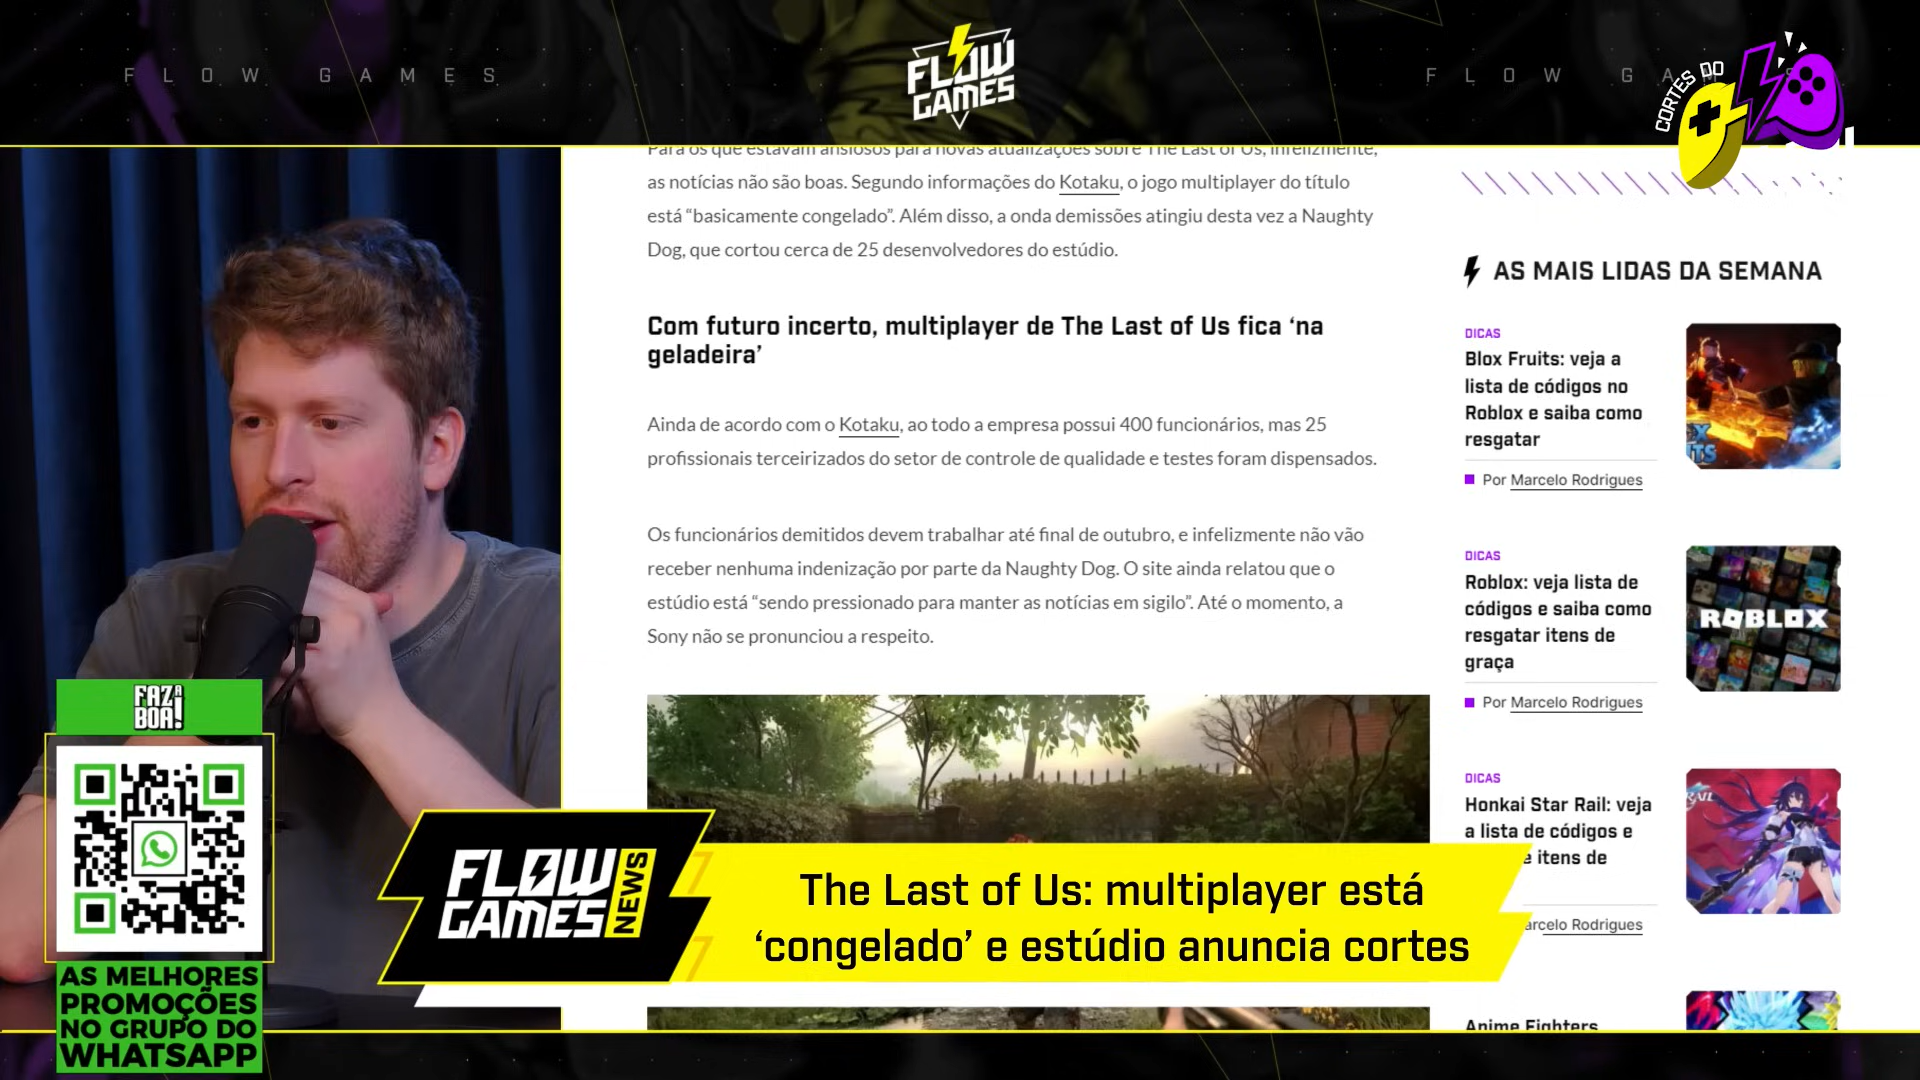 FLOW GAMES
FLOW
GAMES
FLOW GA
CORTES DO
Para os que estavam ansiosos para novas atualizações sobre The Last of Us, infelizmente,
as notícias não são boas. Segundo informações do Kotaku, o jogo multiplayer do título
está “basicamente congelado”. Além disso, a onda demissões atingiu desta vez a Naughty
Dog, que cortou cerca de 25 desenvolvedores do estúdio.
Com futuro incerto, multiplayer de The Last of Us fica ‘na
geladeira’
Ainda de acordo com o Kotaku, ao todo a empresa possui 400 funcionários, mas 25
profissionais terceirizados do setor de controle de qualidade e testes foram dispensados.
Os funcionários demitidos devem trabalhar até final de outubro, e infelizmente não vão
receber nenhuma indenização por parte da Naughty Dog. O site ainda relatou que o
estúdio está “sendo pressionado para manter as notícias em sigilo”. Até o momento, a
Sony não se pronunciou a respeito.
AS MAIS LIDAS DA SEMANA
DICAS
Blox Fruits: veja a
lista de códigos no
Roblox e saiba como
resgatar
Por Marcelo Rodrigues
DICAS
Roblox: veja lista de
códigos e saiba como
resgatar itens de
graça
Por Marcelo Rodrigues
ROBLOX
DICAS
Honkai Star Rail: veja
a lista de códigos e
e itens de
arcelo Rodrigues
Anime Fighters
FAZ A
BOA!
AS MELHORES
PROMOÇÕES
NO GRUPO DO
WHATSAPP
FLOW
GAMES
NEWS
The Last of Us: multiplayer está
‘congelado’ e estúdio anuncia cortes